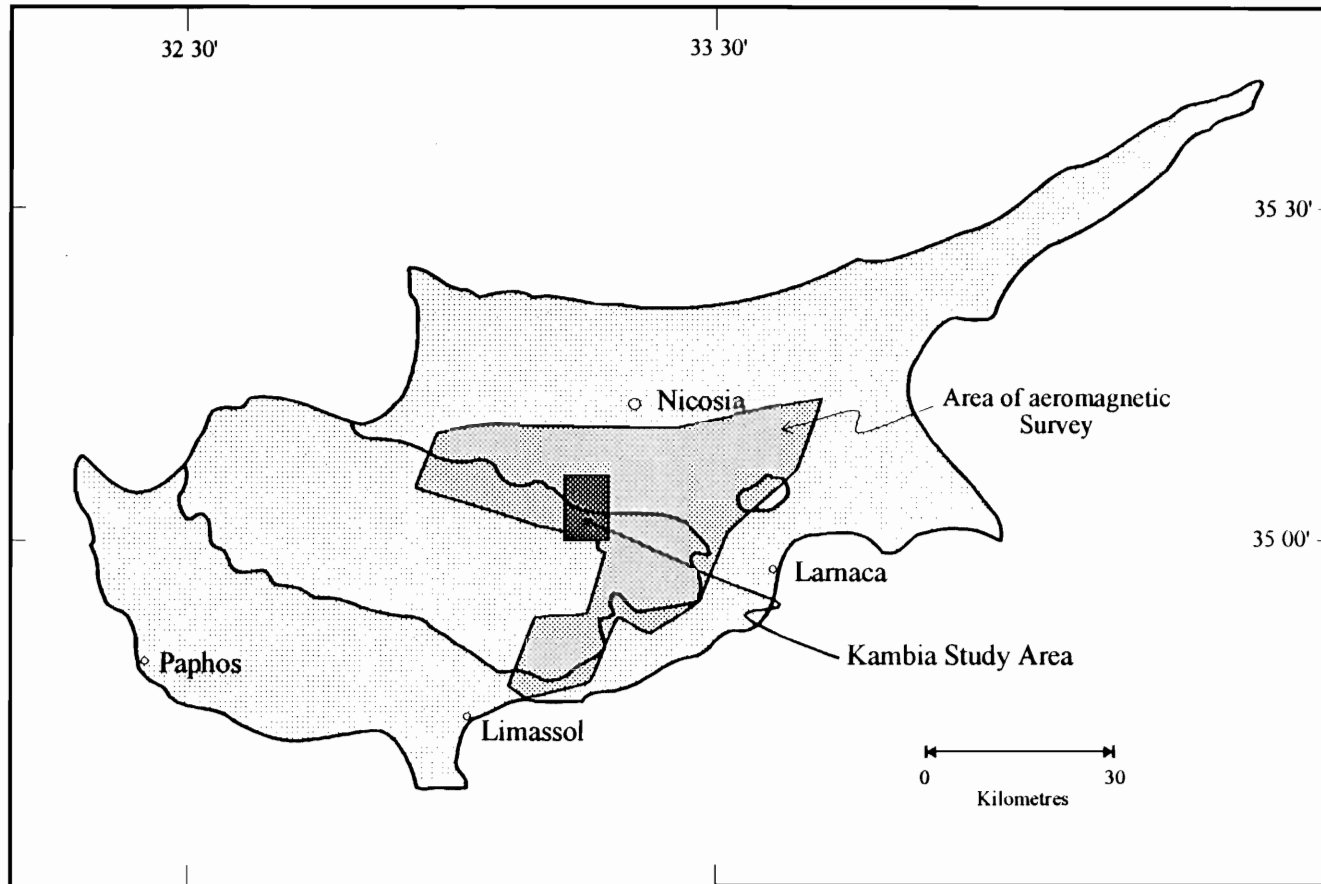 32 30'
33 30'
35 30'
Nicosia
Area of aeromagnetic
Survey
35 00'
Larnaca
Kambia Study Area
Paphos
Limassol
0
30
Kilometres